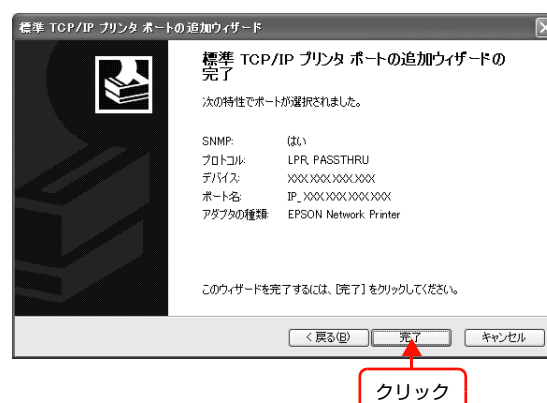 標準 TCP/IP プリンタ ポートの追加ウィザード
標準 TCP/IP プリンタ ポートの追加ウィザードの
完了
次の特性でポートが選択されました。
SNMP: はい
プロトコル: LPR, PASSTHRU
デバイス: XXX.XXX.XXX.XXX
ポート名: IP_XXX.XXX.XXX.XXX
アダプタの種類: EPSON Network Printer
このウィザードを完了するには、[完了] をクリックしてください。
< 戻る(B) 完了 キャンセル
クリック